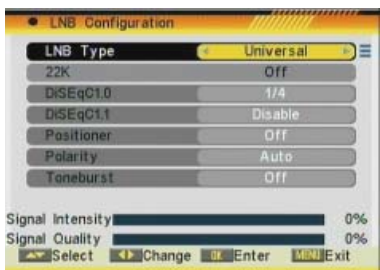 LNB Configuration
LNB Type Universal
22K Off
DiSEqC1.0 1/4
DiSEqC1.1 Disable
Positioner Off
Polarity Auto
Toneburst Off
Signal Intensity 0%
Signal Quality 0%
Select Change OK Enter MENU Exit